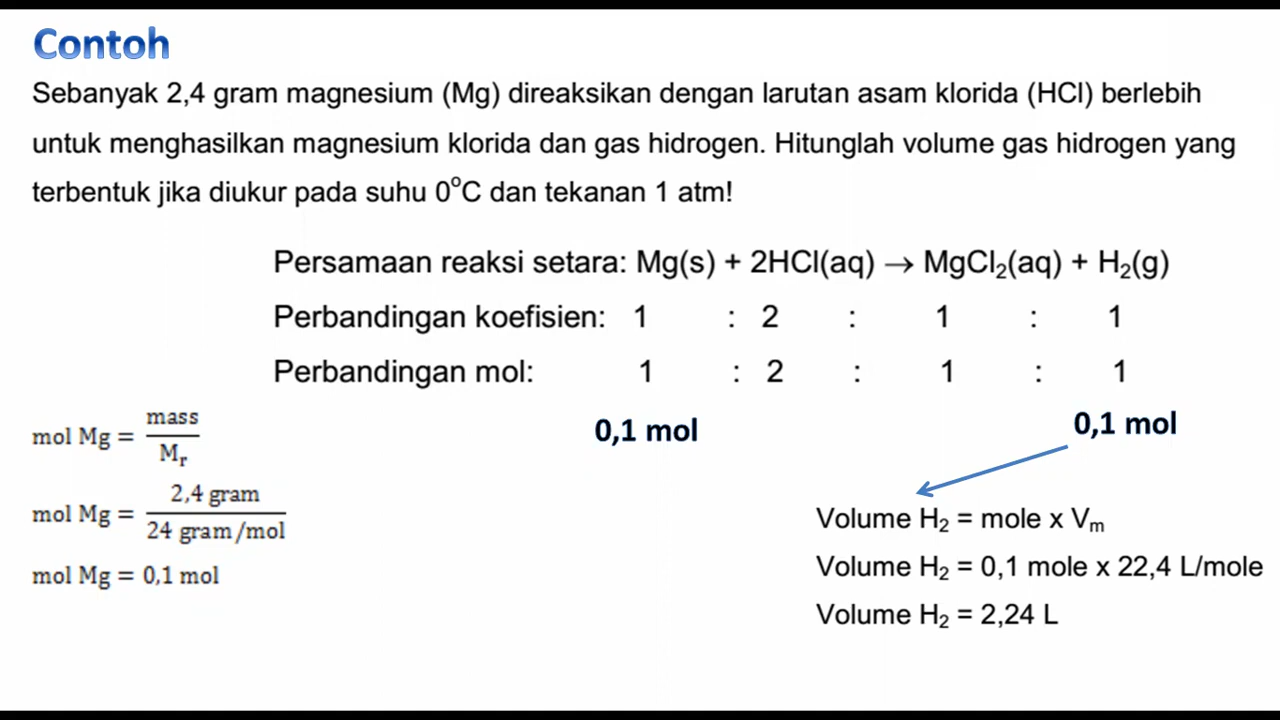 Contoh
Sebanyak 2,4 gram magnesium (Mg) direaksikan dengan larutan asam klorida (HCl) berlebih
untuk menghasilkan magnesium klorida dan gas hidrogen. Hitunglah volume gas hidrogen yang
terbentuk jika diukur pada suhu 0°C dan tekanan 1 atm!
Persamaan reaksi setara: Mg(s) + 2HCl(aq) → MgCl₂(aq) + H₂(g)
Perbandingan koefisien: 1 : 2 : 1 : 1
Perbandingan mol: 1 : 2 : 1 : 1
0,1 mol 0,1 mol
mol Mg = mass / Mᵣ
mol Mg = 2,4 gram / 24 gram/mol
mol Mg = 0,1 mol
Volume H₂ = mole x Vₘ
Volume H₂ = 0,1 mole x 22,4 L/mole
Volume H₂ = 2,24 L